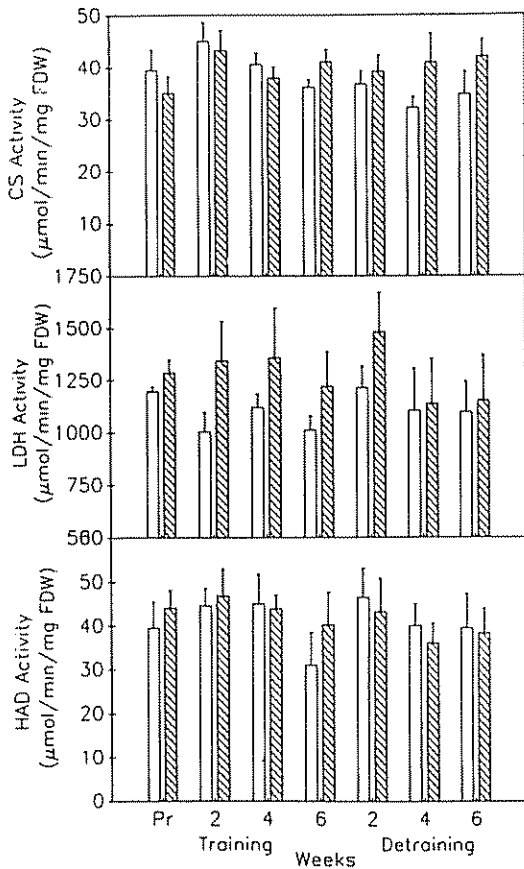 50
40
30
20
10
CS Activity
(μmol/min/mg FDW)
1750
1500
1250
1000
750
500
LDH Activity
(μmol/min/mg FDW)
50
40
30
20
10
0
HAD Activity
(μmol/min/mg FDW)
Pr 2 4 6 2 4 6
Training Detraining
Weeks